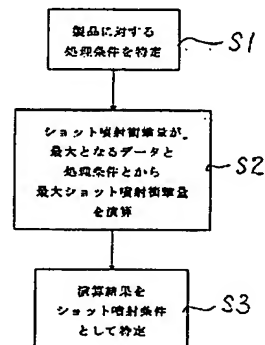 製品に対する
処理条件を特定
S1
ショット噴射衝撃量が
最大となるデータと
処理条件とから
最大ショット噴射衝撃量
を演算
S2
演算結果を
ショット噴射条件
として特定
S3